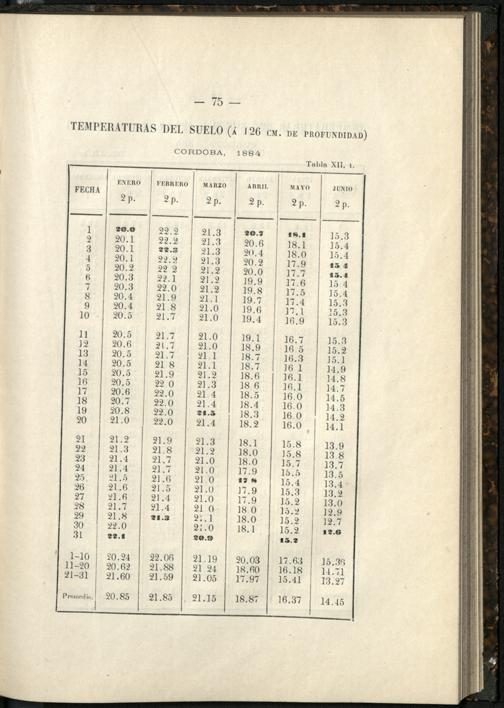 — 75 —
TEMPERATURAS DEL SUELO (Á 126 CM. DE PROFUNDIDAD)
CORDOBA, 1884
Tabla XII, t.
FECHA ENERO FEBRERO MARZO ABRIL MAYO JUNIO
2 p. 2 p. 2 p. 2 p. 2 p. 2 p.
1 20.0 22.2 21.3 20.7 18.1 15.3
2 20.1 22.2 21.3 20.6 18.1 15.4
3 20.1 22.3 21.3 20.4 18.0 15.4
4 20.1 22.2 21.3 20.2 17.9 15 4
5 20.2 22 2 21.2 20.0 17.7 15.4
6 20.3 22.1 21.2 19.9 17.6 15 4
7 20.3 22.0 21.2 19.8 17.5 15.4
8 20.4 21.9 21.1 19.7 17.4 15.3
9 20.4 21.8 21.0 19.6 17.1 15.3
10 20.5 21.7 21.0 19.4 16.9 15.3
11 20.5 21.7 21.0 19.1 16.7 15.3
12 20.6 21.7 21.0 18.9 16 5 15.2
13 20.5 21.7 21.1 18.7 16.3 15.1
14 20.5 21 8 21.1 18.7 16 1 14.9
15 20.5 21.9 21.2 18.6 16.1 14.8
16 20.5 22 0 21.3 18 6 16.1 14.7
17 20.6 22.0 21 4 18.5 16.0 14.5
18 20.7 22.0 21.4 18.4 16.0 14.3
19 20.8 22.0 21.5 18.3 16.0 14.2
20 21.0 22.0 21.4 18.2 16.0 14.1
21 21.2 21.9 21.3 18.1 15.8 13.9
22 21.3 21.8 21.2 18.0 15.8 13 8
23 21.4 21.7 21.0 18.0 15.7 13.7
24 21.4 21.7 21.0 17.9 15.5 13.5
25 21.5 21.6 21.0 17 8 15.4 13.4
26 21.6 21.5 21.0 17.9 15.3 13.2
27 21.6 21.4 21.0 17.9 15.2 13.0
28 21.7 21.4 21 0 18 0 15.2 12.9
29 21.8 21.3 21.1 18.0 15.2 12.7
30 22.0 21.0 18.1 15.2 12.6
31 22.1 20.9 15.2
1–10 20.24 22.06 21.19 20.03 17.63 15.36
11–20 20.62 21.88 21 24 18.60 16.18 14.71
21–31 21.60 21.59 21.05 17.97 15.41 13.27
Promedio. 20.85 21.85 21.15 18.87 16.37 14.45